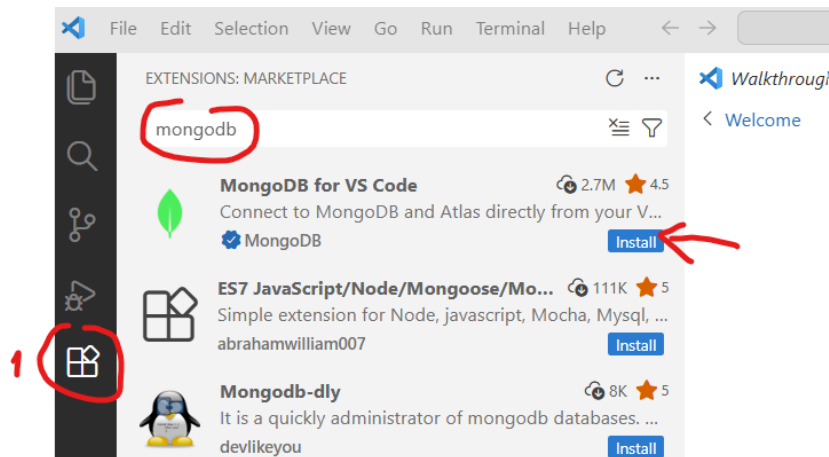 File Edit Selection View Go Run Terminal Help
EXTENSIONS: MARKETPLACE
Walkthrough
mongodb
Welcome
MongoDB for VS Code 2.7M 4.5
Connect to MongoDB and Atlas directly from your V...
MongoDB
Install
ES7 JavaScript/Node/Mongoose/Mo... 111K 5
Simple extension for Node, javascript, Mocha, Mysql, ...
abrahamwilliam007
Install
1
Mongodb-dly 8K 5
It is a quickly administrator of mongodb databases. ...
devlikeyou
Install